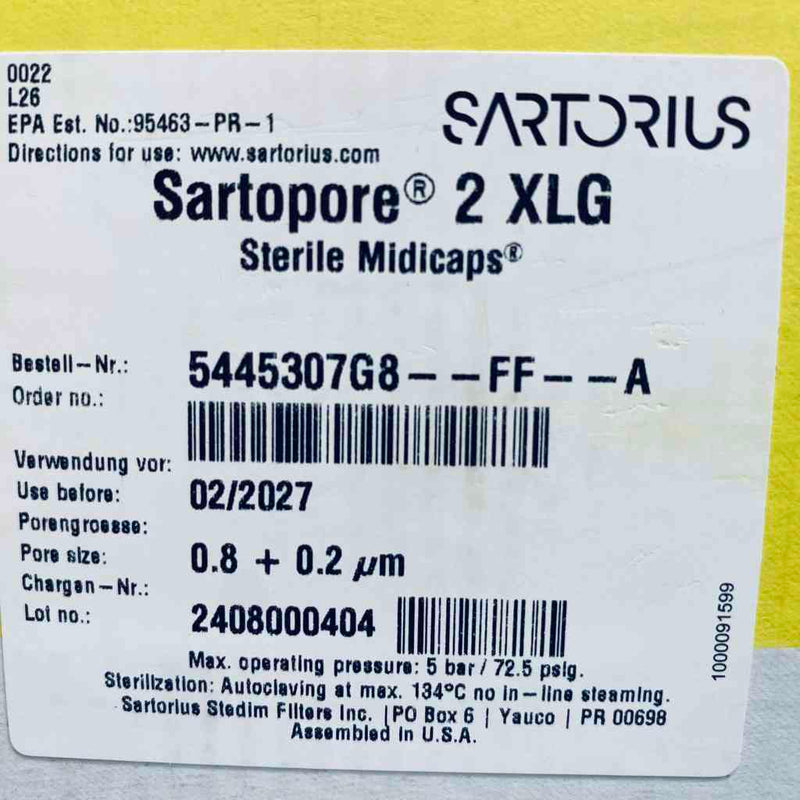 0022
L26
EPA Est. No.:95463-PR-1
Directions for use: www.sartorius.com
SARTORIUS
Sartopore® 2 XLG
Sterile Midicaps®
Bestell-Nr.:
Order no.:
5445307G8--FF--A
Verwendung vor:
Use before:
02/2027
Porengroesse:
Pore size:
0.8 + 0.2 µm
Chargen-Nr.:
Lot no.:
2408000404
1000091599
Max. operating pressure: 5 bar / 72.5 psig.
Sterilization: Autoclaving at max. 134°C no in-line steaming.
Sartorius Stedim Filters Inc. | PO Box 6 | Yauco | PR 00698
Assembled in U.S.A.